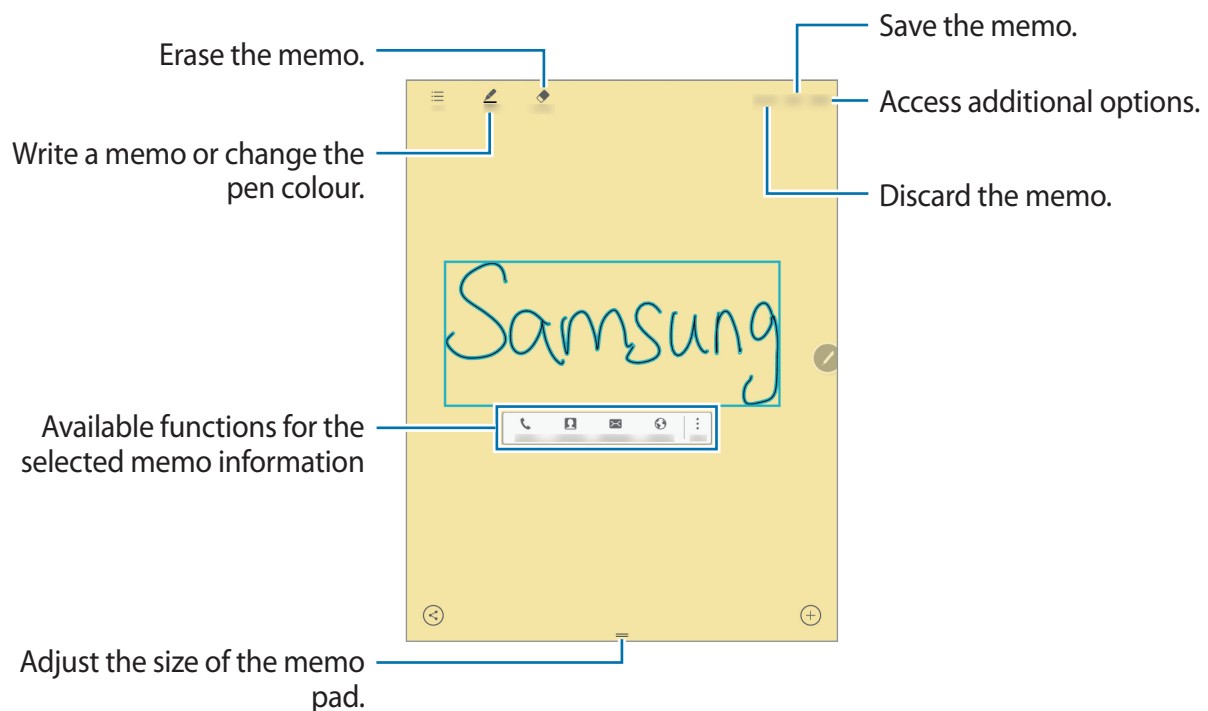 Save the memo.
Erase the memo.
Access additional options.
Write a memo or change the
pen colour.
Discard the memo.
Samsung
Available functions for the
selected memo information
Adjust the size of the memo
pad.